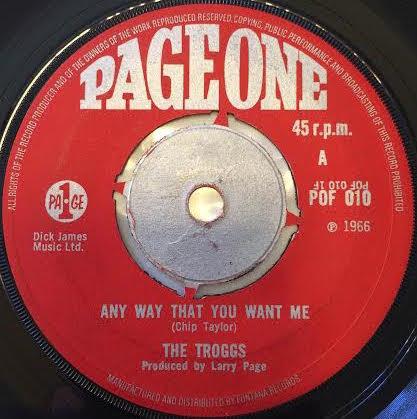 ALL RIGHTS OF THE RECORD PRODUCER AND OF THE OWNERS OF THE WORK REPRODUCED RESERVED. COPYING, PUBLIC PERFORMANCE AND BROADCASTING OF THIS RECORD PROHIBITED
PAGE ONE
45 r.p.m.
A
POF 010 1F
POF 010
PA·GE
1
Dick James
Music Ltd.
℗ 1966
ANY WAY THAT YOU WANT ME
(Chip Taylor)
THE TROGGS
Produced by Larry Page
MANUFACTURED AND DISTRIBUTED BY FONTANA RECORDS